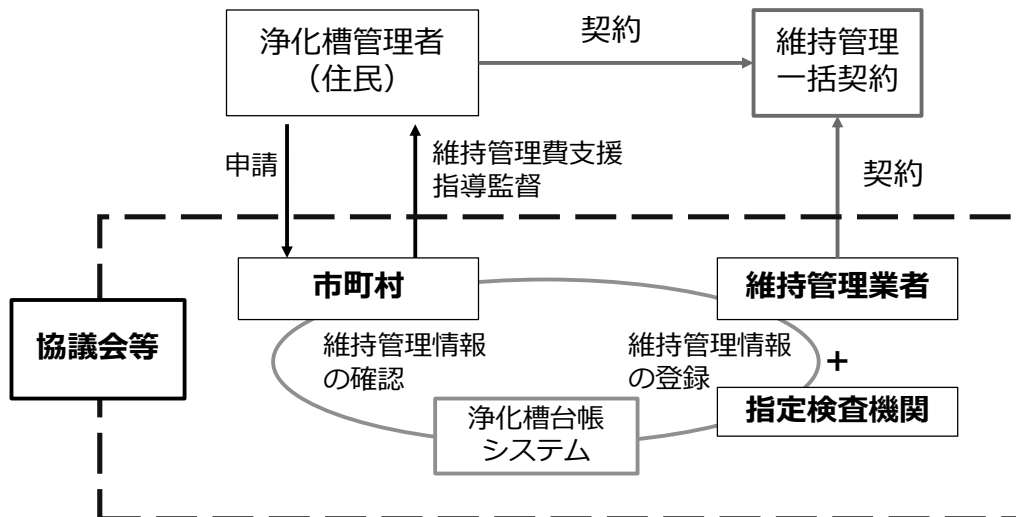 浄化槽管理者
（住民）
契約
維持管理
一括契約
申請
維持管理費支援
指導監督
契約
市町村
維持管理業者
協議会等
維持管理情報
の確認
維持管理情報
の登録
+
指定検査機関
浄化槽台帳
システム